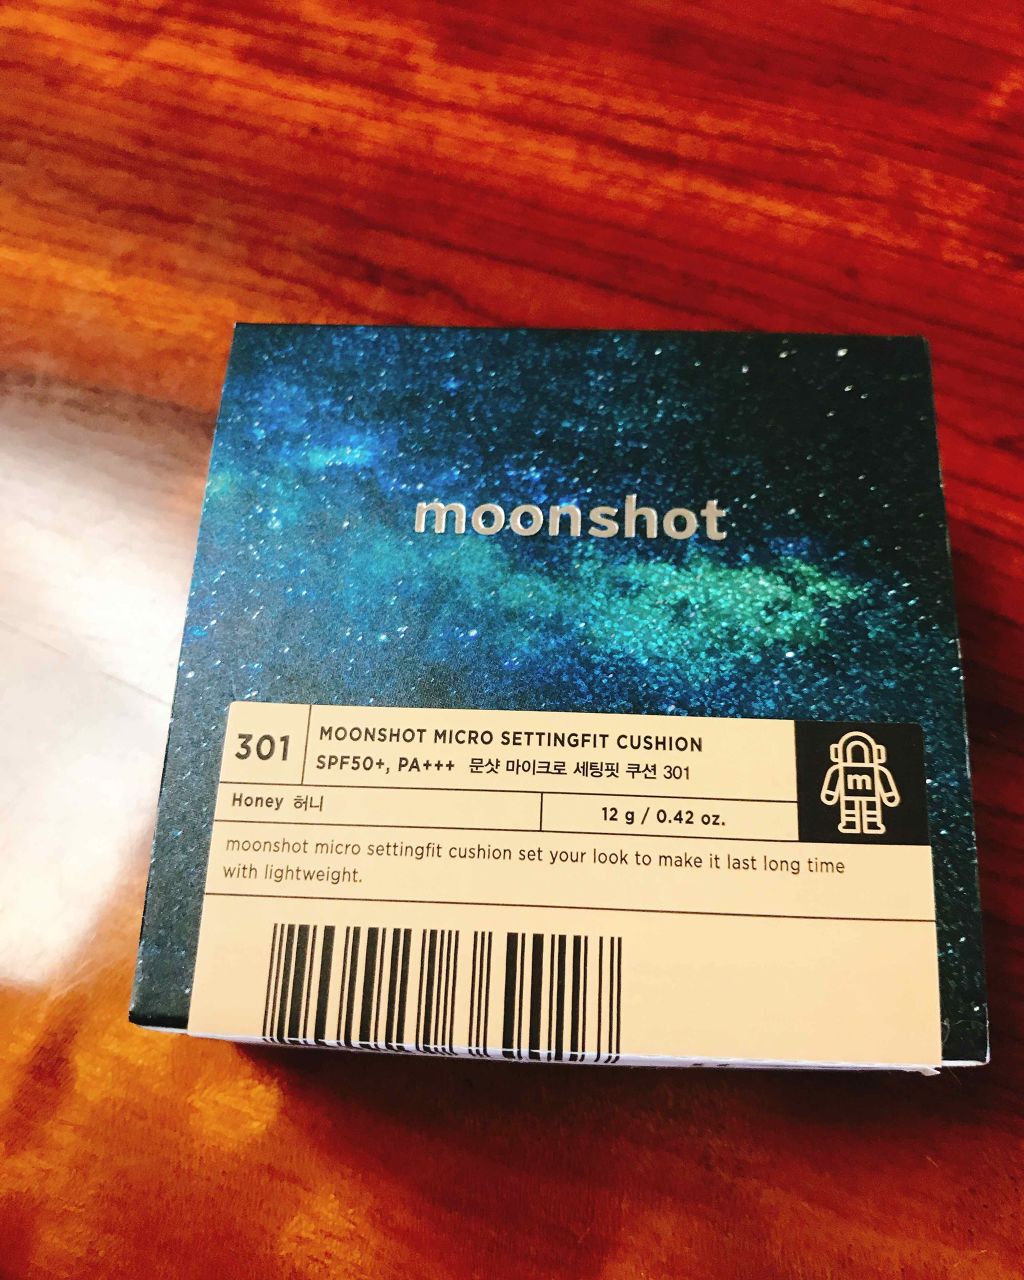 moonshot
301
MOONSHOT MICRO SETTINGFIT CUSHION
SPF50+, PA+++ 문샷 마이크로 세팅핏 쿠션 301
m
Honey 허니
12 g / 0.42 oz.
moonshot micro settingfit cushion set your look to make it last long time
with lightweight.